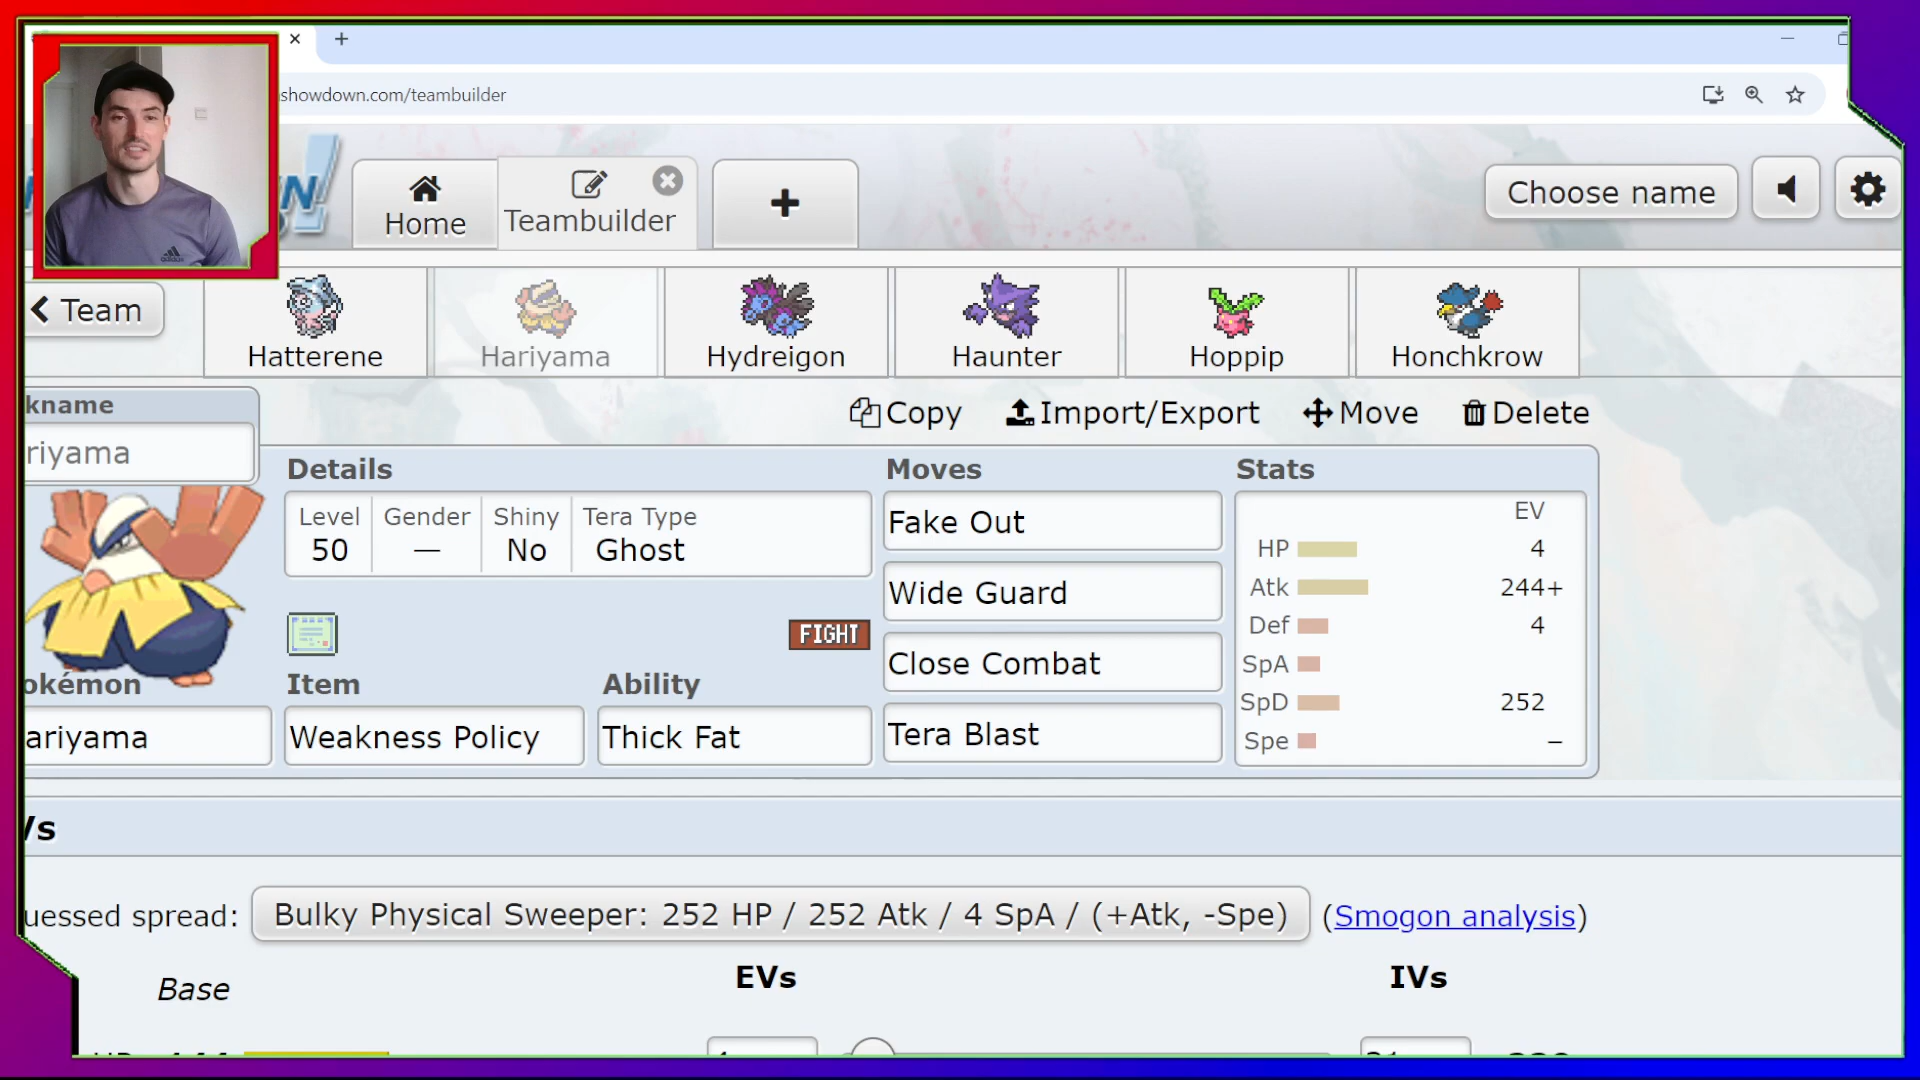 showdown.com/teambuilder
Home
Teambuilder
Choose name
Team
Hatterene
Hariyama
Hydreigon
Haunter
Hoppip
Honchkrow
Copy
Import/Export
Move
Delete
kname
riyama
Details
Level
50
Gender
—
Shiny
No
Tera Type
Ghost
FIGHT
okémon
ariyama
Item
Weakness Policy
Ability
Thick Fat
Moves
Fake Out
Wide Guard
Close Combat
Tera Blast
Stats
EV
HP 4
Atk 244+
Def 4
SpA
SpD 252
Spe –
Vs
uessed spread: Bulky Physical Sweeper: 252 HP / 252 Atk / 4 SpA / (+Atk, -Spe) (Smogon analysis)
Base EVs IVs